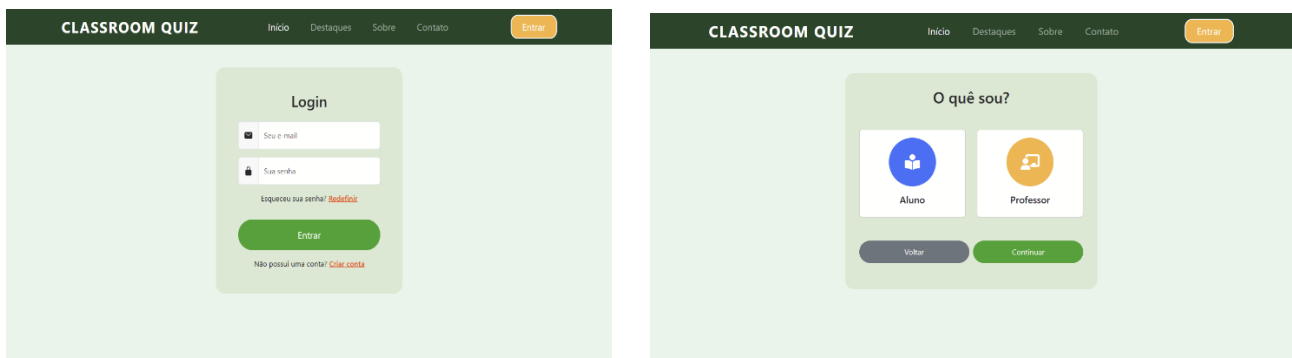 CLASSROOM QUIZ Início Destaques Sobre Contato Entrar
Login
Seu e-mail
Sua senha
Esqueceu sua senha? Redefinir
Entrar
Não possui uma conta? Criar conta
CLASSROOM QUIZ Início Destaques Sobre Contato Entrar
O quê sou?
Aluno Professor
Voltar Continuar